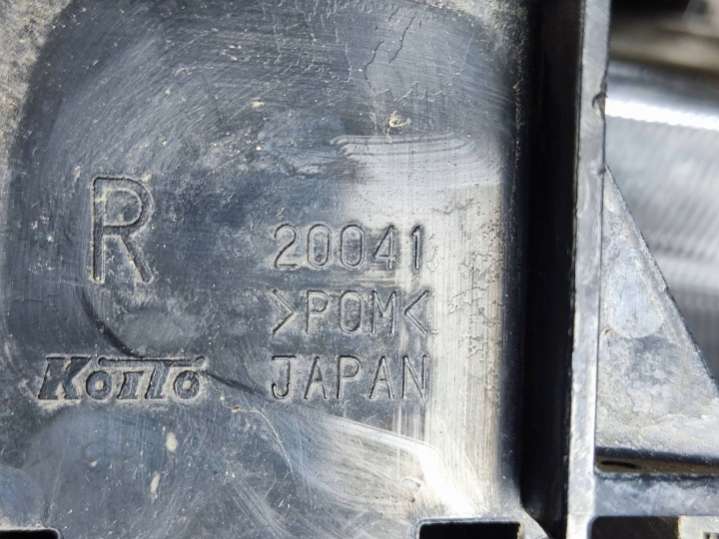 R
20041
>POM<
KOITO JAPAN